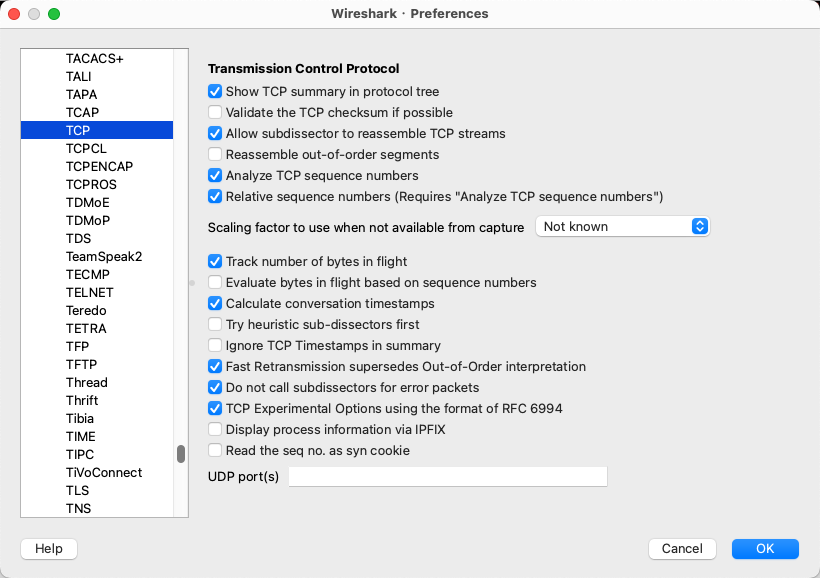 Wireshark · Preferences
TACACS+
TALI
TAPA
TCAP
TCP
TCPCL
TCPENCAP
TCPROS
TDMoE
TDMoP
TDS
TeamSpeak2
TECMP
TELNET
Teredo
TETRA
TFP
TFTP
Thread
Thrift
Tibia
TIME
TIPC
TiVoConnect
TLS
TNS
Transmission Control Protocol
Show TCP summary in protocol tree
Validate the TCP checksum if possible
Allow subdissector to reassemble TCP streams
Reassemble out-of-order segments
Analyze TCP sequence numbers
Relative sequence numbers (Requires "Analyze TCP sequence numbers")
Scaling factor to use when not available from capture Not known
Track number of bytes in flight
Evaluate bytes in flight based on sequence numbers
Calculate conversation timestamps
Try heuristic sub-dissectors first
Ignore TCP Timestamps in summary
Fast Retransmission supersedes Out-of-Order interpretation
Do not call subdissectors for error packets
TCP Experimental Options using the format of RFC 6994
Display process information via IPFIX
Read the seq no. as syn cookie
UDP port(s)
Help Cancel OK